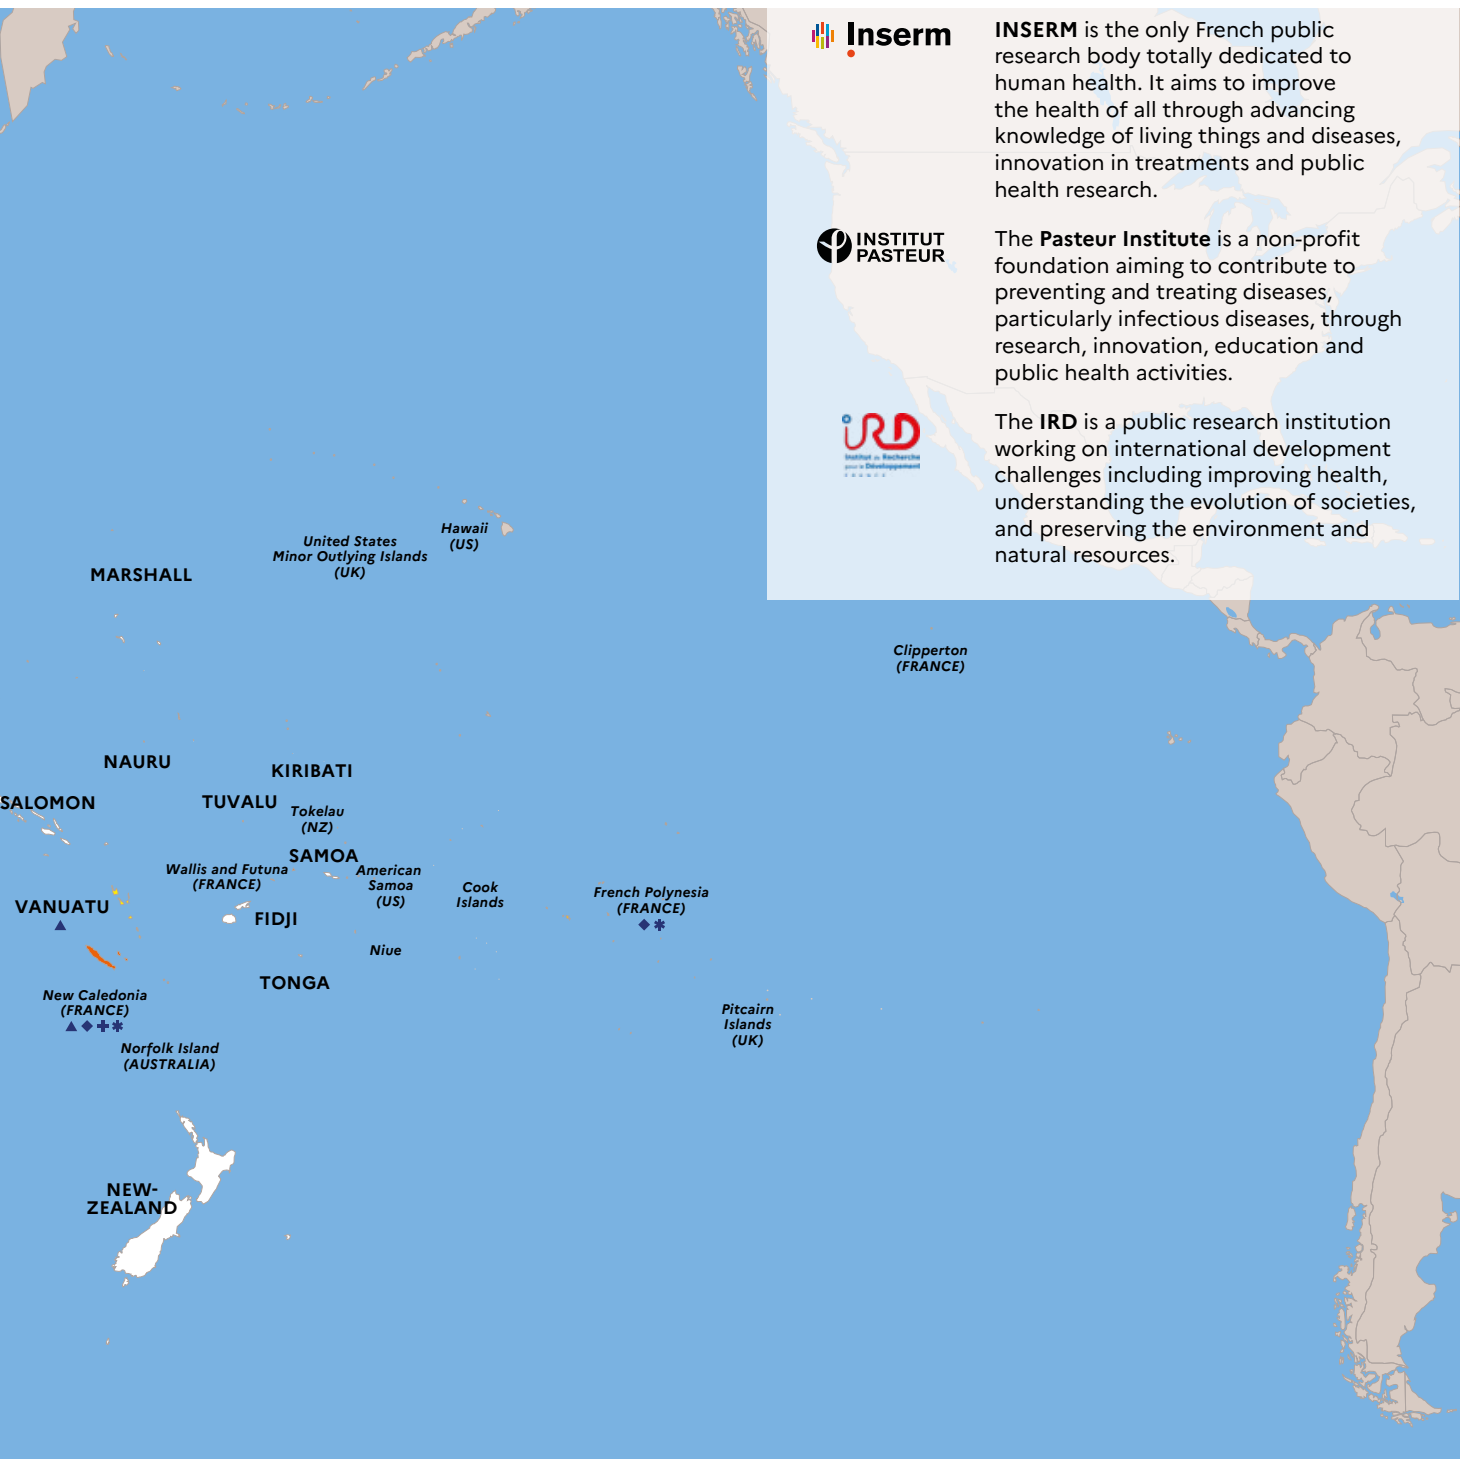 Inserm
INSERM is the only French public
research body totally dedicated to
human health. It aims to improve
the health of all through advancing
knowledge of living things and diseases,
innovation in treatments and public
health research.
INSTITUT
PASTEUR
The Pasteur Institute is a non-profit
foundation aiming to contribute to
preventing and treating diseases,
particularly infectious diseases, through
research, innovation, education and
public health activities.
iRD
Institut de Recherche
pour le Développement
FRANCE
The IRD is a public research institution
working on international development
challenges including improving health,
understanding the evolution of societies,
and preserving the environment and
natural resources.
Hawaii
(US)
United States
Minor Outlying Islands
(UK)
MARSHALL
Clipperton
(FRANCE)
NAURU
KIRIBATI
SALOMON
TUVALU
Tokelau
(NZ)
SAMOA
Wallis and Futuna
(FRANCE)
American
Samoa
(US)
Cook
Islands
French Polynesia
(FRANCE)
VANUATU
FIDJI
Niue
TONGA
New Caledonia
(FRANCE)
Pitcairn
Islands
(UK)
Norfolk Island
(AUSTRALIA)
NEW-
ZEALAND